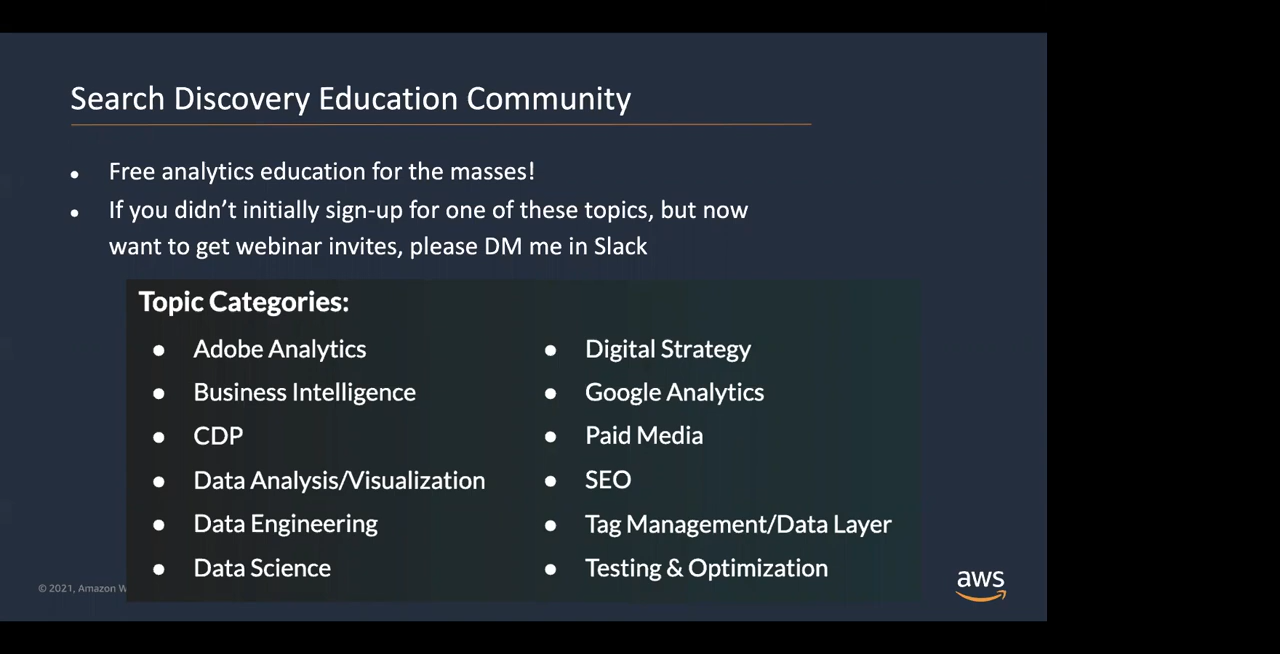 Search Discovery Education Community
• Free analytics education for the masses!
• If you didn't initially sign-up for one of these topics, but now
want to get webinar invites, please DM me in Slack
Topic Categories:
• Adobe Analytics
• Business Intelligence
• CDP
• Data Analysis/Visualization
• Data Engineering
• Data Science
• Digital Strategy
• Google Analytics
• Paid Media
• SEO
• Tag Management/Data Layer
• Testing & Optimization
© 2021, Amazon W
aws